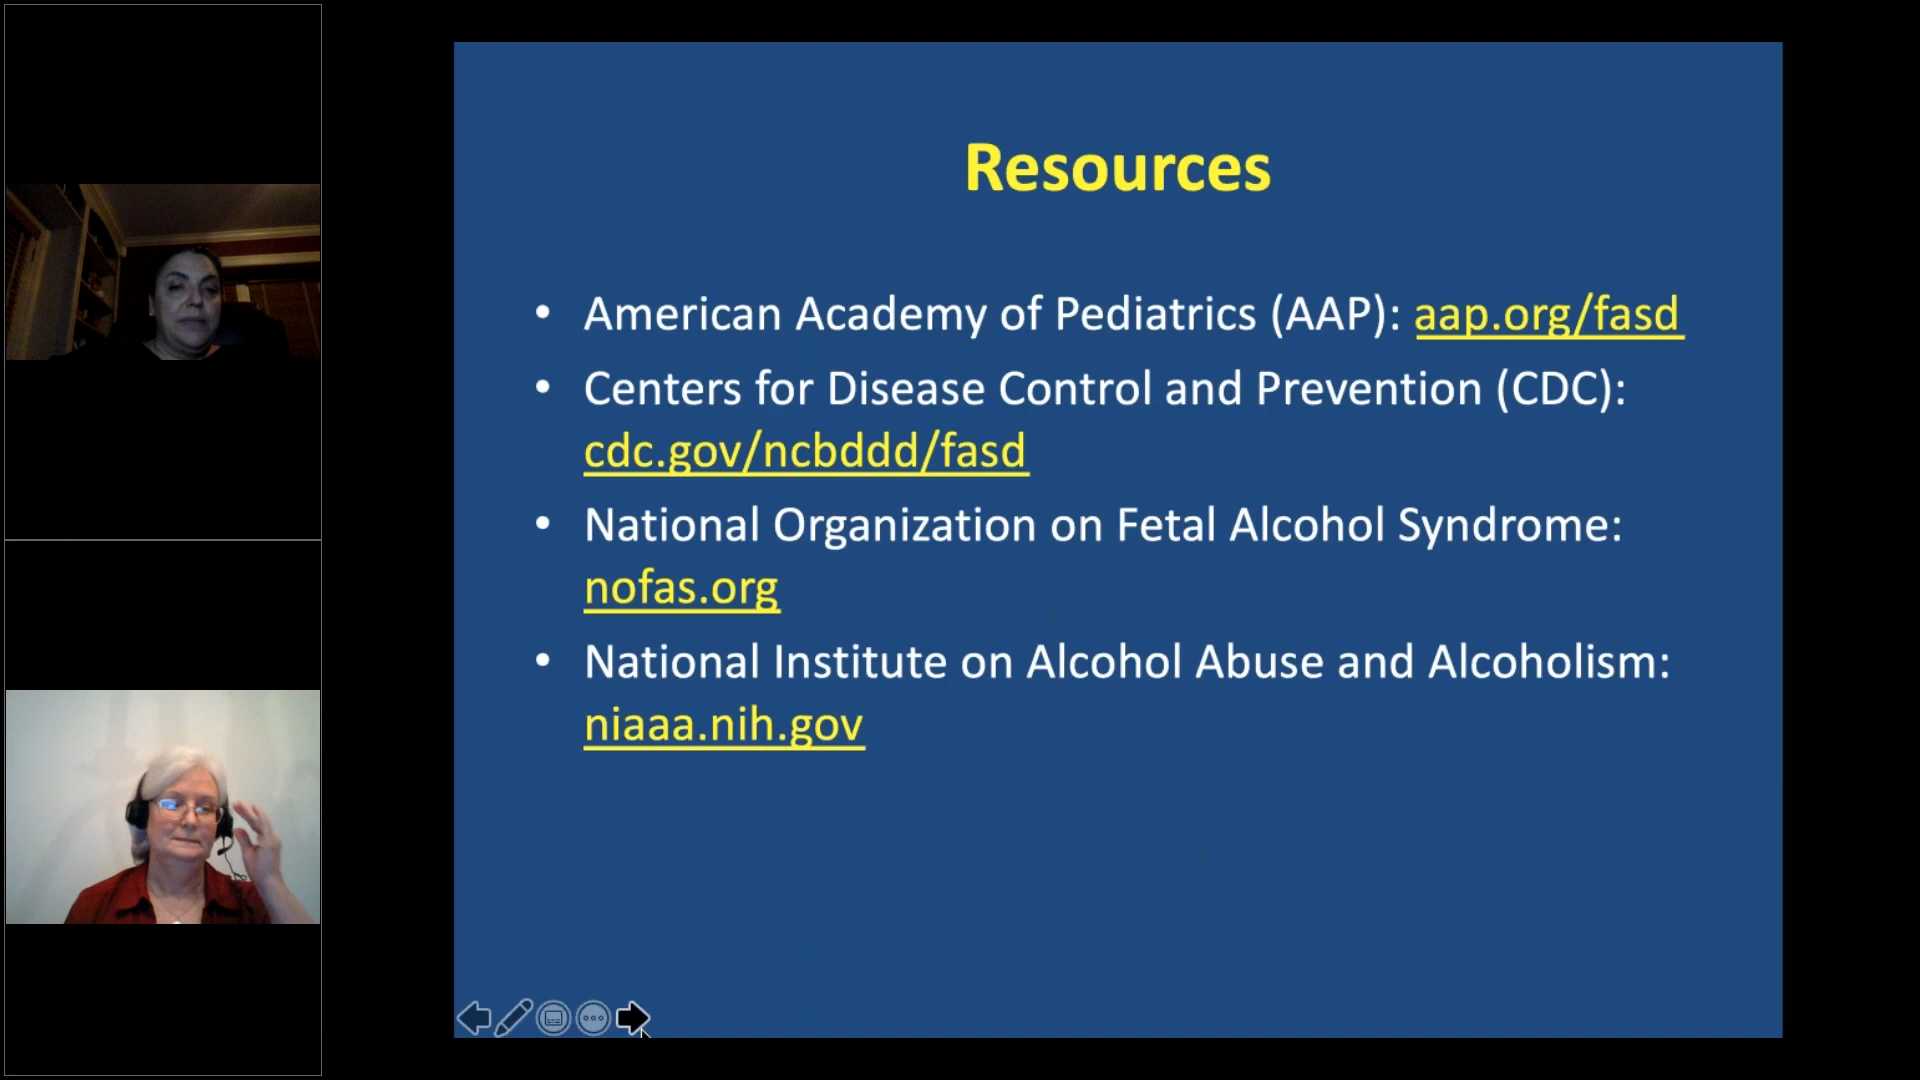 Resources
• American Academy of Pediatrics (AAP): aap.org/fasd
• Centers for Disease Control and Prevention (CDC):
cdc.gov/ncbddd/fasd
• National Organization on Fetal Alcohol Syndrome:
nofas.org
• National Institute on Alcohol Abuse and Alcoholism:
niaaa.nih.gov